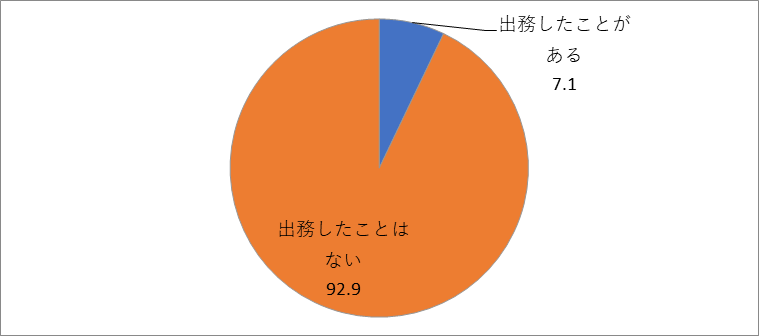 出務したことが
ある
7.1
出務したことは
ない
92.9